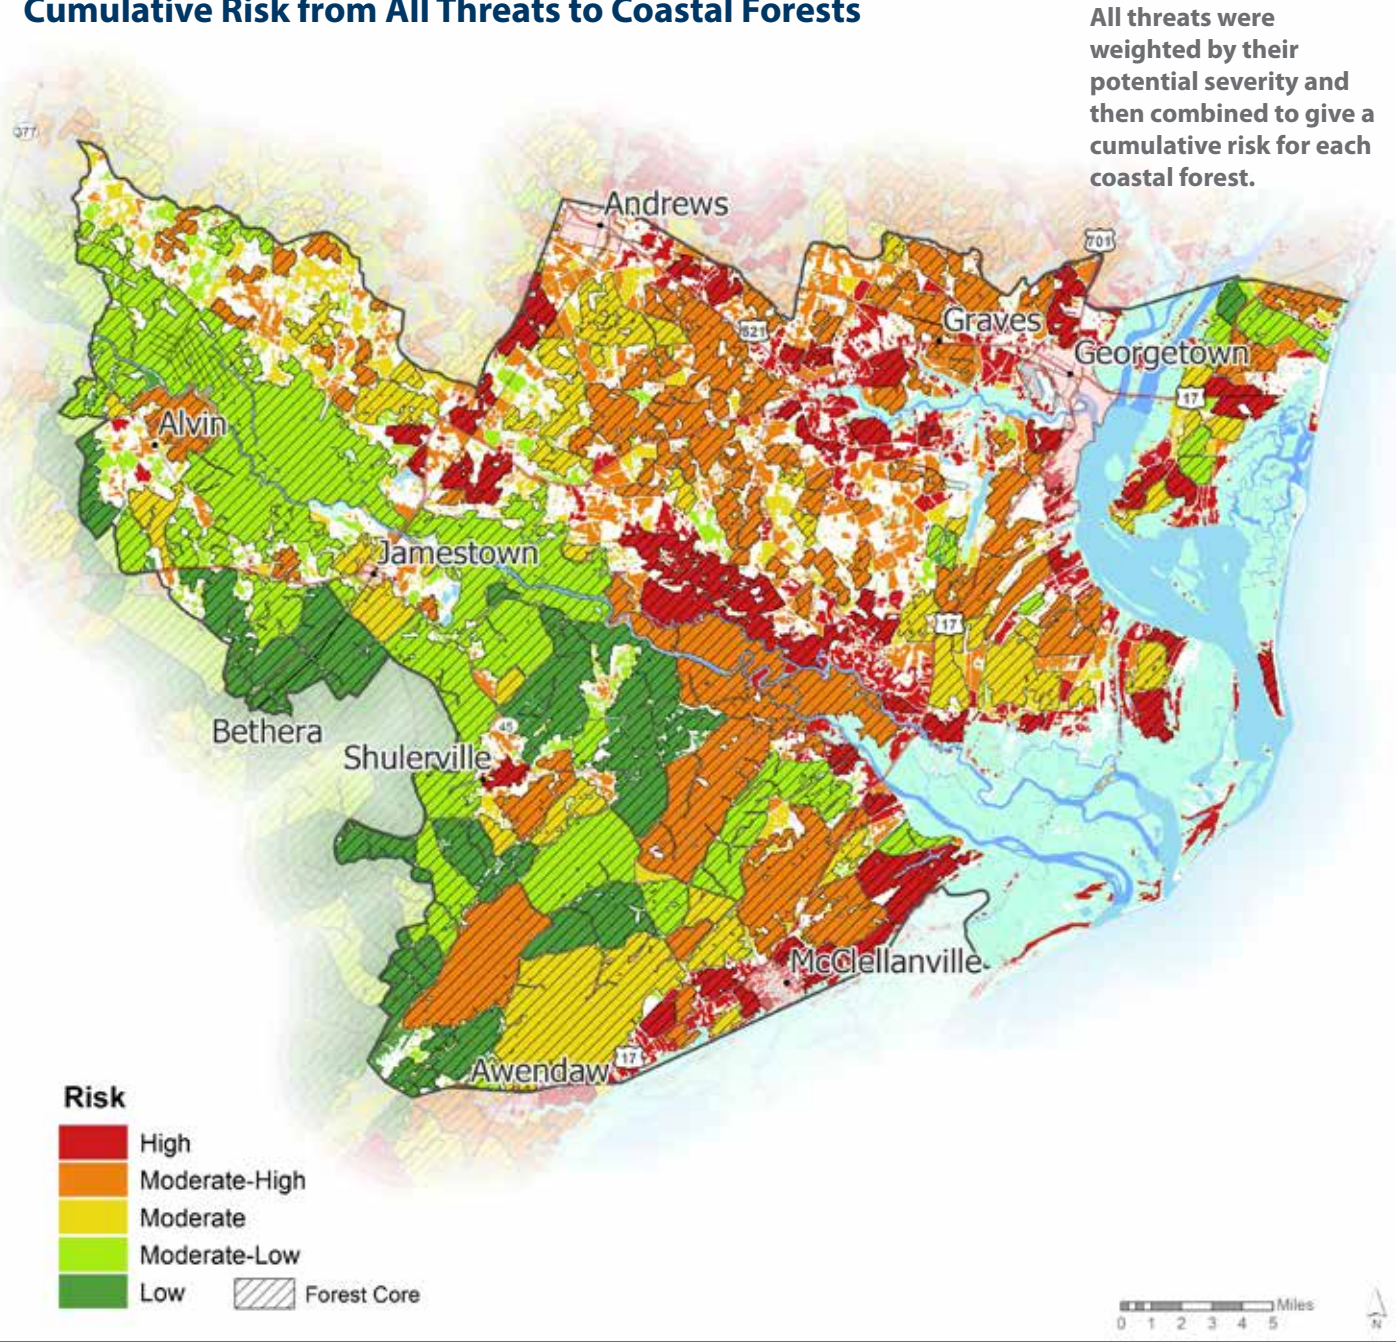 Cumulative Risk from All Threats to Coastal Forests
All threats were
weighted by their
potential severity and
then combined to give a
cumulative risk for each
coastal forest.
377
Andrews
701
521
Graves
Georgetown
17
Alvin
Jamestown
17
Bethera
45
Shulerville
McClellanville
17
Awendaw
Risk
High
Moderate-High
Moderate
Moderate-Low
Low
Forest Core
Miles
0 1 2 3 4 5
N